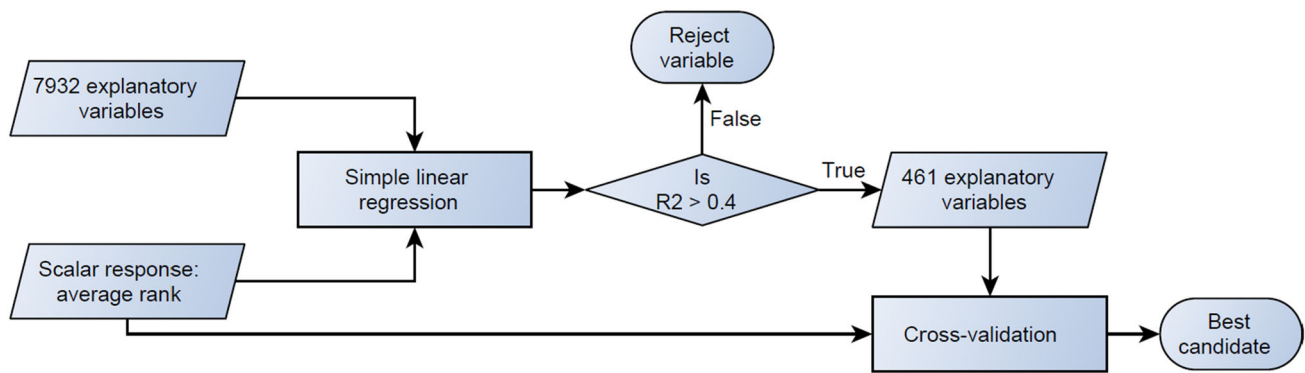 Reject
variable
7932 explanatory
variables
False
Simple linear
regression
Is
R2 > 0.4
True
461 explanatory
variables
Scalar response:
average rank
Cross-validation
Best
candidate